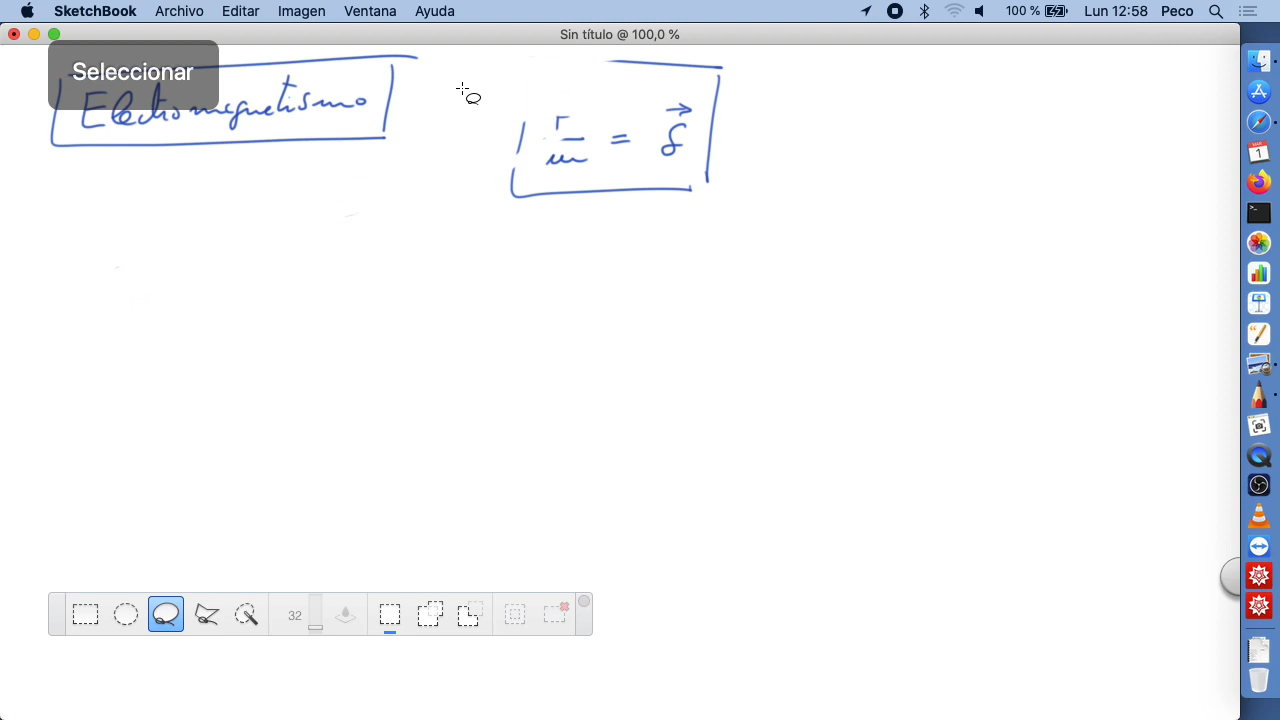 SketchBook Archivo Editar Imagen Ventana Ayuda 100 % Lun 12:58 Peco
Sin título @ 100,0 %
Seleccionar
Electromagnetismo
32